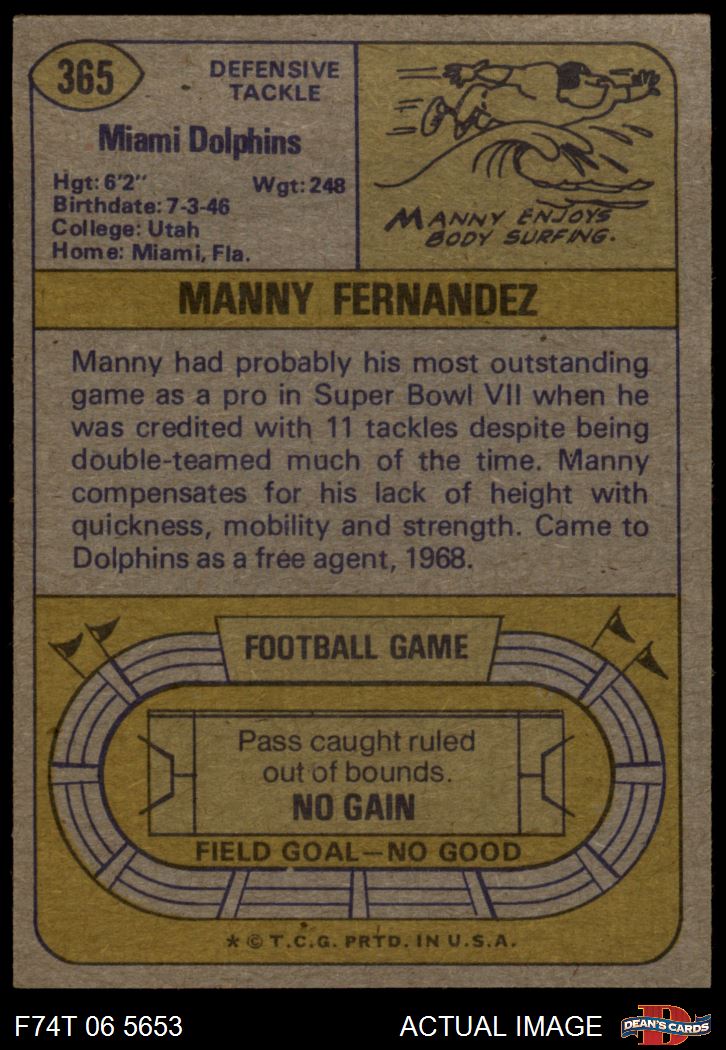 365
DEFENSIVE
TACKLE
Miami Dolphins
Hgt: 6'2" Wgt: 248
Birthdate: 7-3-46
College: Utah
Home: Miami, Fla.
MANNY ENJOYS
BODY SURFING.
MANNY FERNANDEZ
Manny had probably his most outstanding
game as a pro in Super Bowl VII when he
was credited with 11 tackles despite being
double-teamed much of the time. Manny
compensates for his lack of height with
quickness, mobility and strength. Came to
Dolphins as a free agent, 1968.
FOOTBALL GAME
Pass caught ruled
out of bounds.
NO GAIN
FIELD GOAL—NO GOOD
* © T.C.G. PRTD. IN U.S.A.
F74T 06 5653 ACTUAL IMAGE
D
DEAN'S CARDS